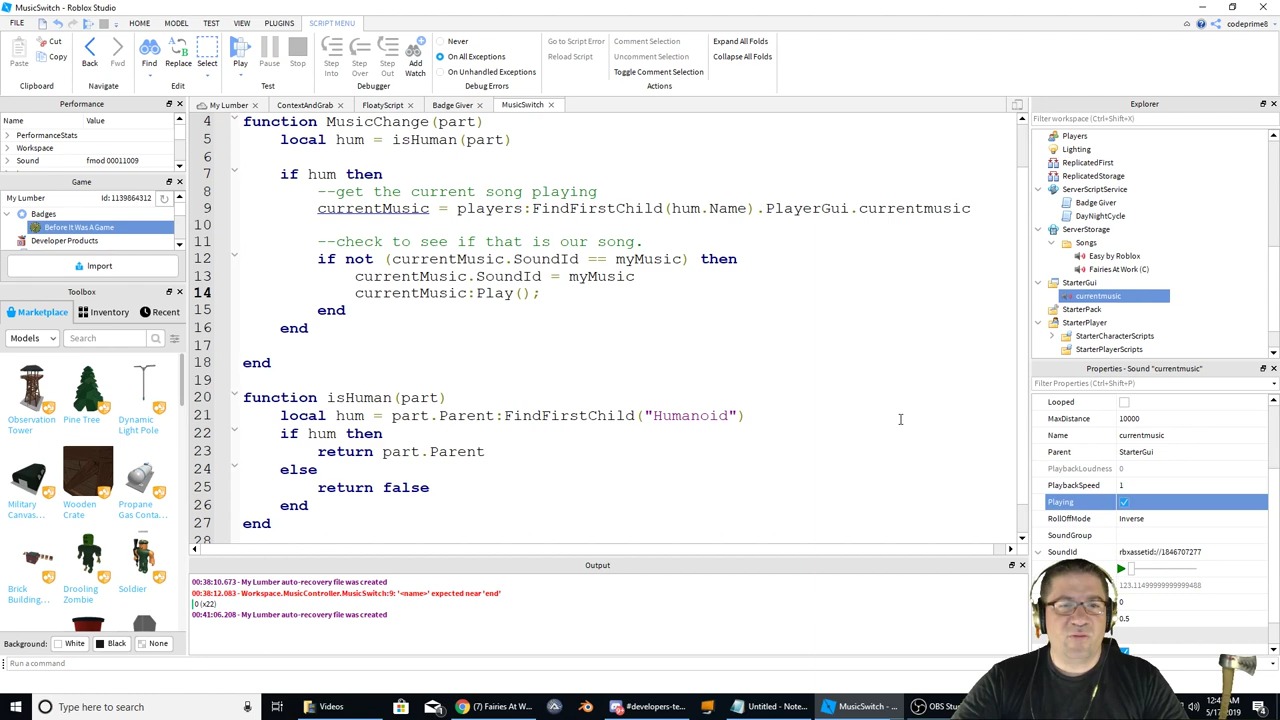 MusicSwitch - Roblox Studio
FILE HOME MODEL TEST VIEW PLUGINS SCRIPT MENU codeprime8
Paste Cut Copy Back Fwd Find Replace Select Play Pause Stop Step Into Step Over Step Out Add Watch
Never
On All Exceptions
On Unhandled Exceptions
Go to Script Error
Reload Script
Comment Selection
Uncomment Selection
Toggle Comment Selection
Expand All Folds
Collapse All Folds
Clipboard Navigate Edit Test Debugger Debug Errors Actions
Performance
Name Value
PerformanceStats
Workspace
Sound fmod 00011009
Game
My Lumber Id: 1139864312
Badges
Before It Was A Game
Developer Products
Import
Toolbox
Marketplace Inventory Recent
Models Search
Observation Tower
Pine Tree
Dynamic Light Pole
Military Canvas...
Wooden Crate
Propane Gas Conta...
Brick Building...
Drooling Zombie
Soldier
Background: White Black None
Run a command
My Lumber ContextAndGrab FloatyScript Badge Giver MusicSwitch
4 function MusicChange(part)
5 local hum = isHuman(part)
6
7 if hum then
8 --get the current song playing
9 currentMusic = players:FindFirstChild(hum.Name).PlayerGui.currentmusic
10
11 --check to see if that is our song.
12 if not (currentMusic.SoundId == myMusic) then
13 currentMusic.SoundId = myMusic
14 currentMusic:Play();
15 end
16 end
17
18 end
19
20 function isHuman(part)
21 local hum = part.Parent:FindFirstChild("Humanoid")
22 if hum then
23 return part.Parent
24 else
25 return false
26 end
27 end
28
Output
00:38:10.673 - My Lumber auto-recovery file was created
00:38:12.083 - Workspace.MusicController.MusicSwitch:9: '<name>' expected near 'end'
0 (x22)
00:41:06.208 - My Lumber auto-recovery file was created
Explorer
Filter workspace (Ctrl+Shift+X)
Players
Lighting
ReplicatedFirst
ReplicatedStorage
ServerScriptService
Badge Giver
DayNightCycle
ServerStorage
Songs
Easy by Roblox
Fairies At Work (C)
StarterGui
currentmusic
StarterPack
StarterPlayer
StarterCharacterScripts
StarterPlayerScripts
Properties - Sound "currentmusic"
Filter Properties (Ctrl+Shift+P)
Looped
MaxDistance 10000
Name currentmusic
Parent StarterGui
PlaybackLoudness 0
PlaybackSpeed 1
Playing
RollOffMode Inverse
SoundGroup
SoundId rbxassetid://1846707277
123.11499999999999488
0
0.5
Type here to search Videos (7) Fairies At W... #developers-te... Untitled - Note... MusicSwitch - ... OBS Stud
5/17/2019